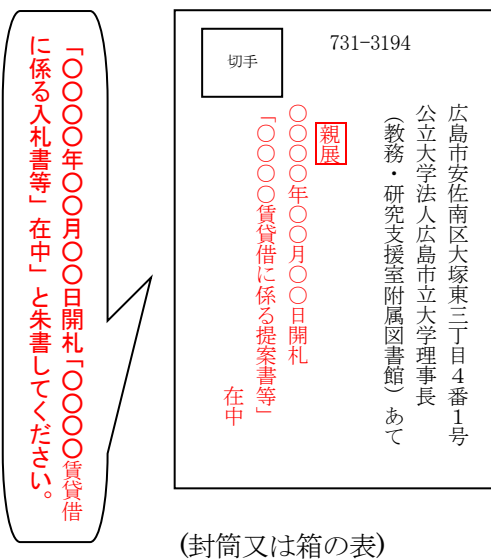 「〇〇〇〇年〇〇月〇〇日開札「〇〇〇〇賃貸借
に係る入札書等」在中」と朱書してください。
切手
731-3194
広島市安佐南区大塚東三丁目4番1号
公立大学法人広島市立大学理事長
(教務・研究支援室附属図書館)あて
親展
〇〇〇〇年〇〇月〇〇日開札
「〇〇〇〇賃貸借に係る提案書等」
在中
(封筒又は箱の表)